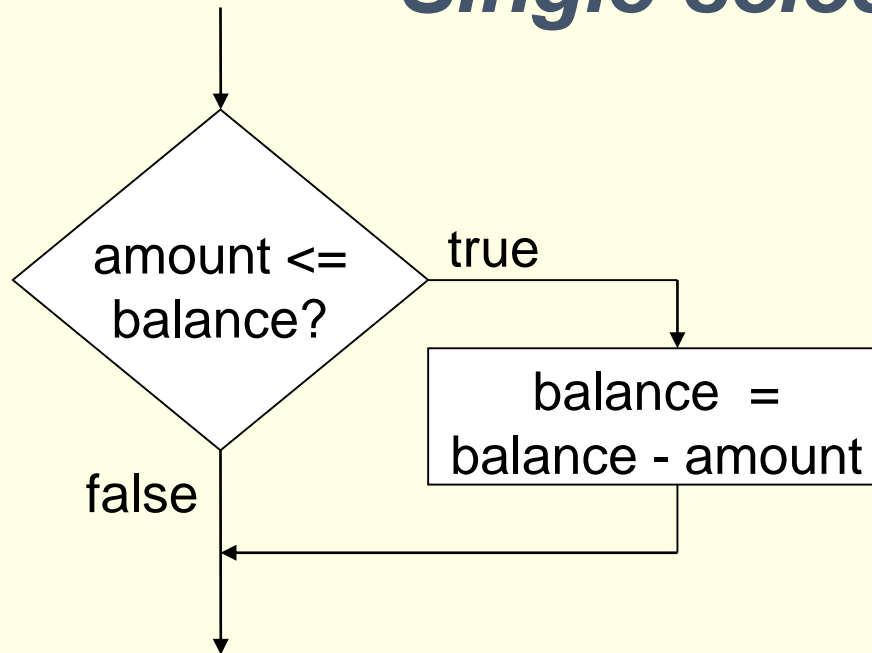 amount <=
balance?
true
balance =
balance - amount
false